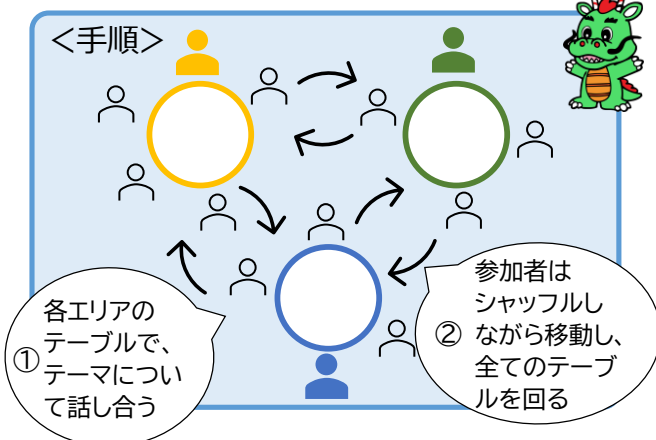 <手順>
①
各エリアの
テーブルで、
テーマについ
て話し合う
②
参加者は
シャッフルし
ながら移動し、
全てのテーブ
ルを回る